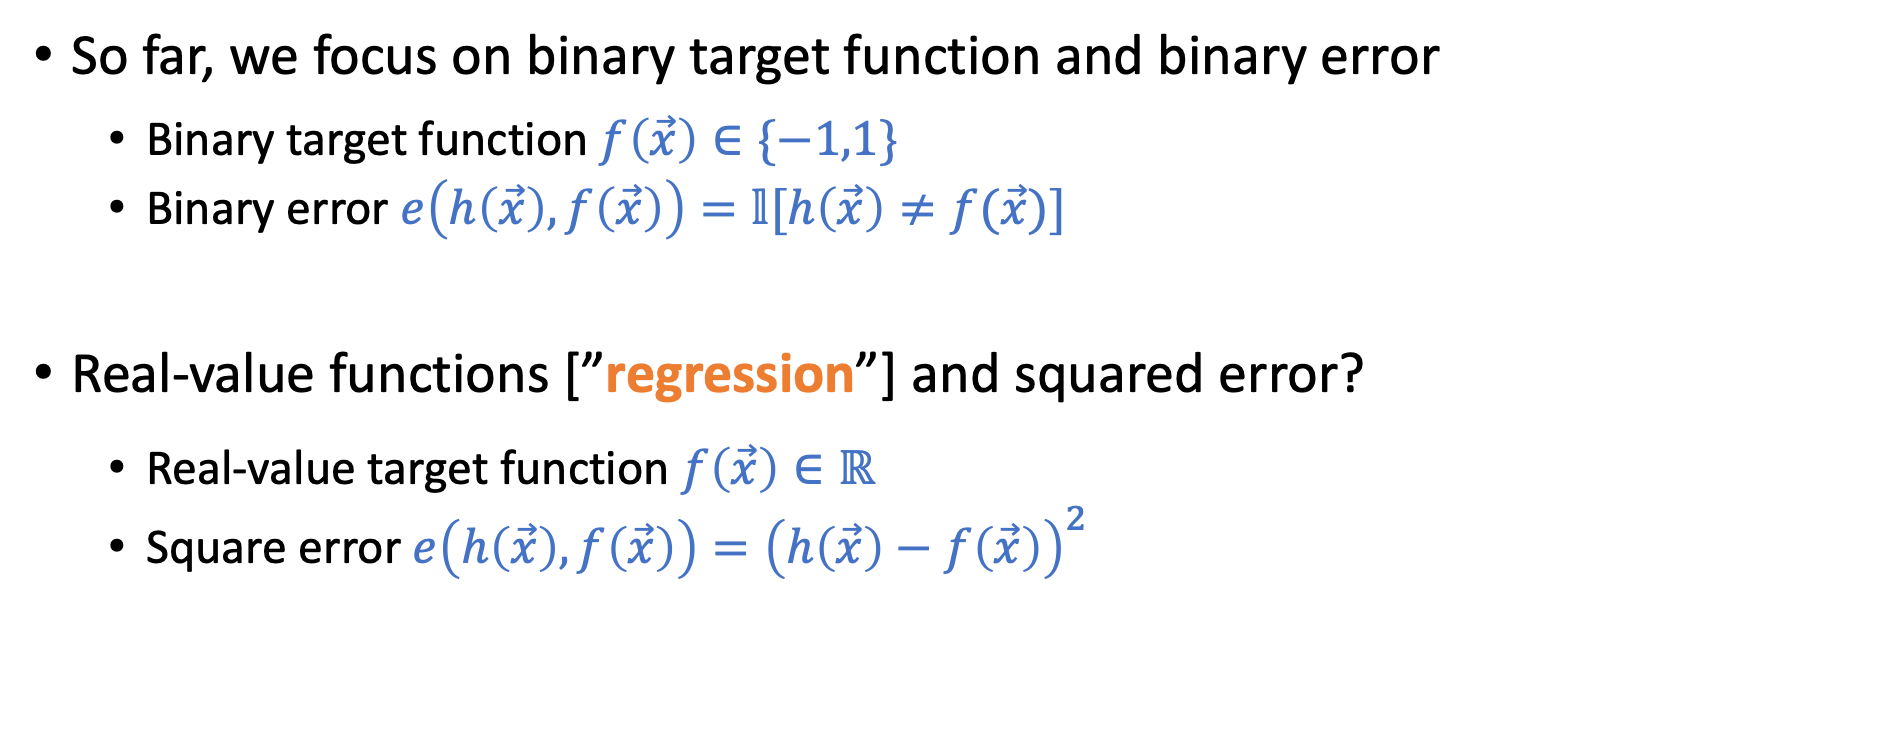 • So far, we focus on binary target function and binary error
• Binary target function f(x⃗) ∈ {−1,1}
• Binary error e(h(x⃗), f(x⃗)) = 𝕀[h(x⃗) ≠ f(x⃗)]
• Real-value functions [”regression”] and squared error?
• Real-value target function f(x⃗) ∈ ℝ
• Square error e(h(x⃗), f(x⃗)) = (h(x⃗) − f(x⃗))²